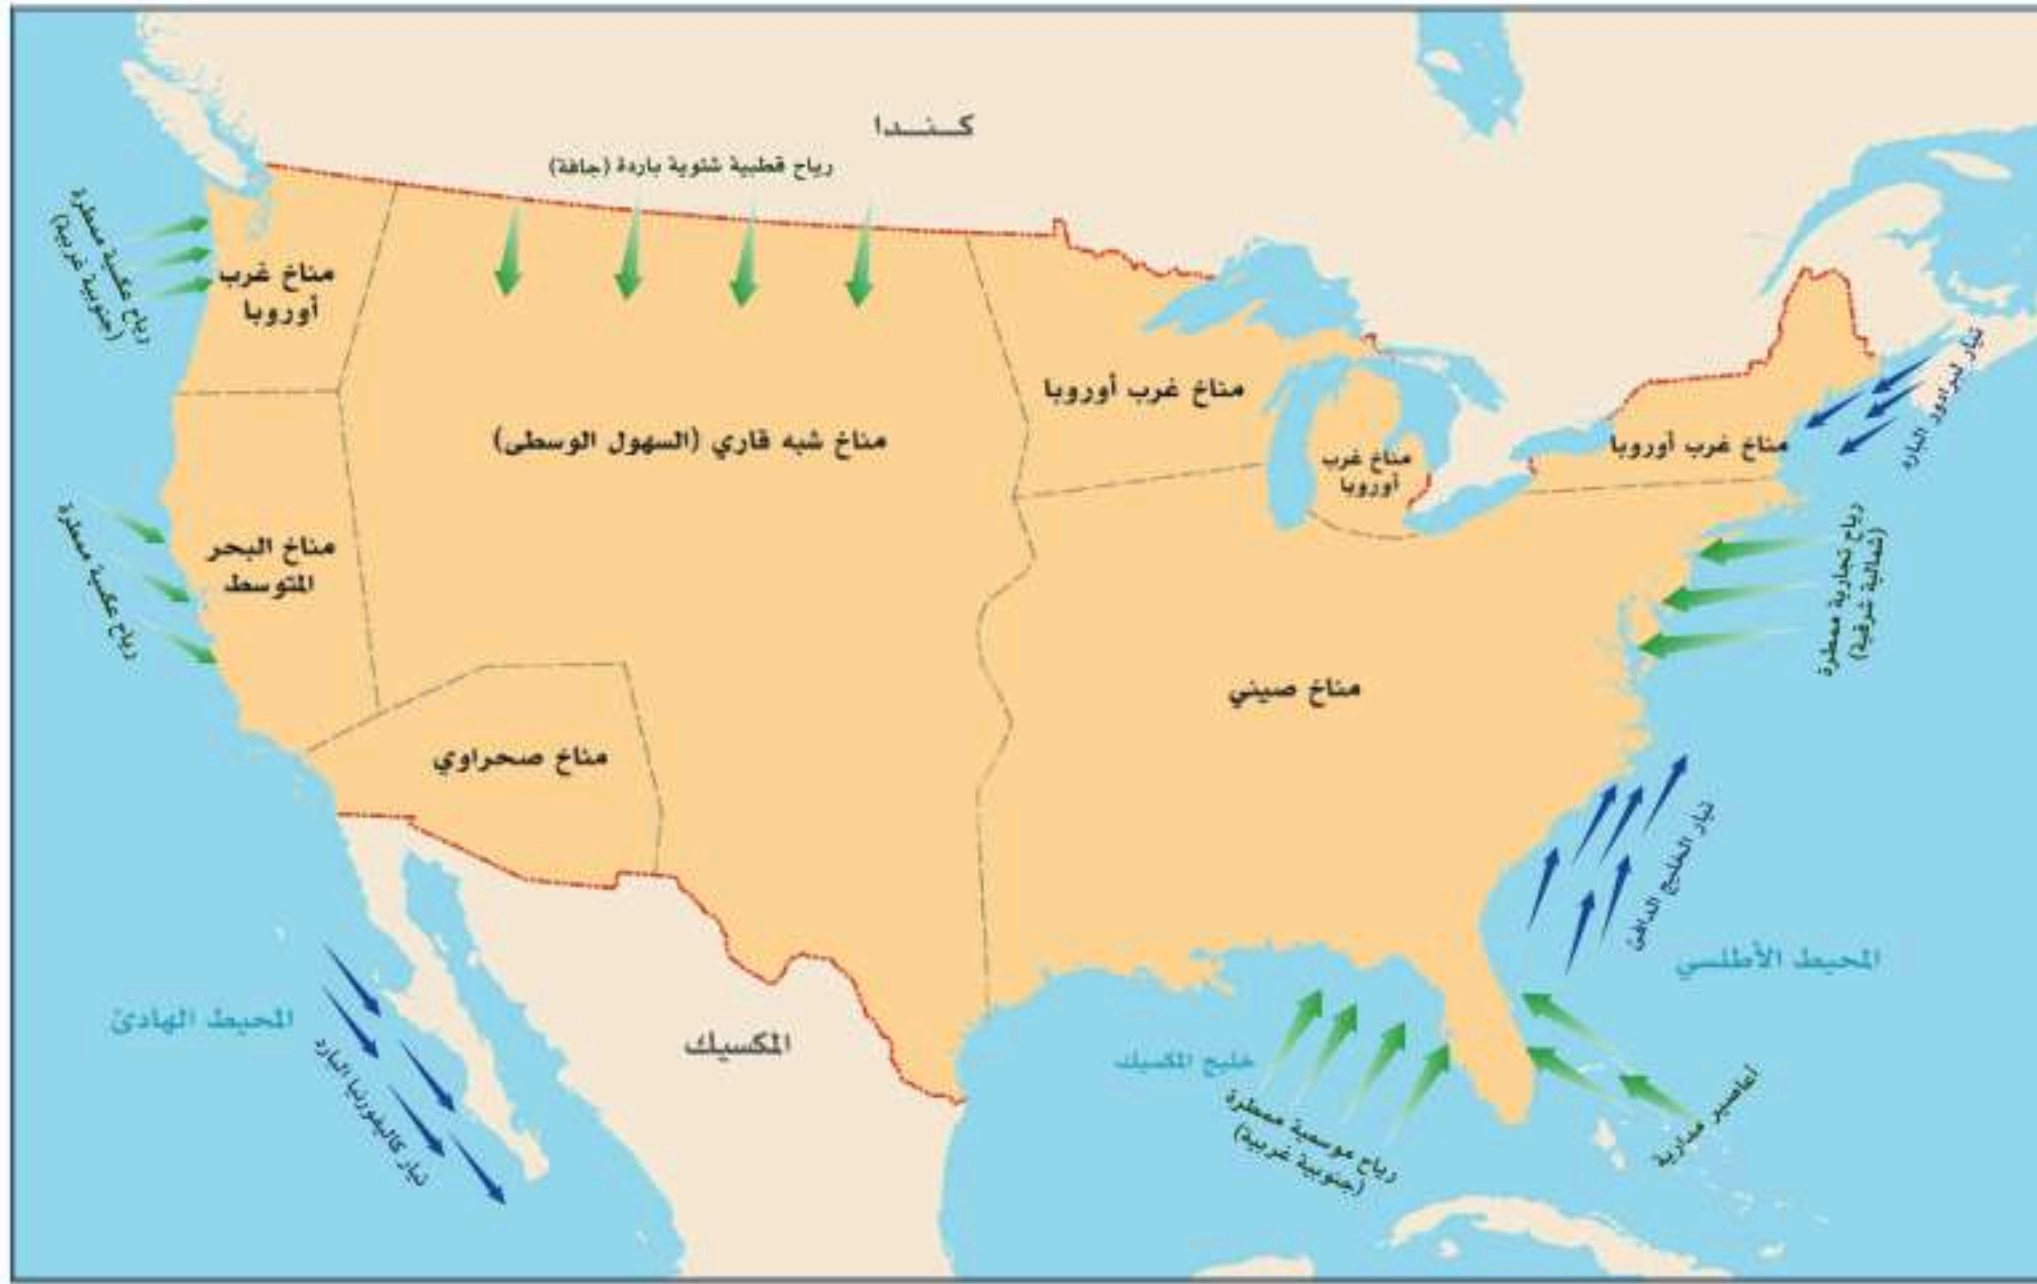 كنـدا
رياح قطبية شتوية باردة (جافة)
رياح عكسية ممطرة
(جنوبية غربية)
مناخ غرب
أوروبا
مناخ شبه قاري (السهول الوسطى)
مناخ غرب أوروبا
مناخ غرب
أوروبا
مناخ غرب أوروبا
تيار لبرادور البارد
رياح عكسية ممطرة
مناخ البحر
المتوسط
رياح تجارية ممطرة
(شمالية شرقية)
مناخ صيني
مناخ صحراوي
تيار الخليج الدافئ
المحيط الأطلسي
المحيط الهادئ
تيار كاليفورنيا البارد
المكسيك
خليج المكسيك
رياح موسمية ممطرة
(جنوبية غربية)
أعاصير مدارية